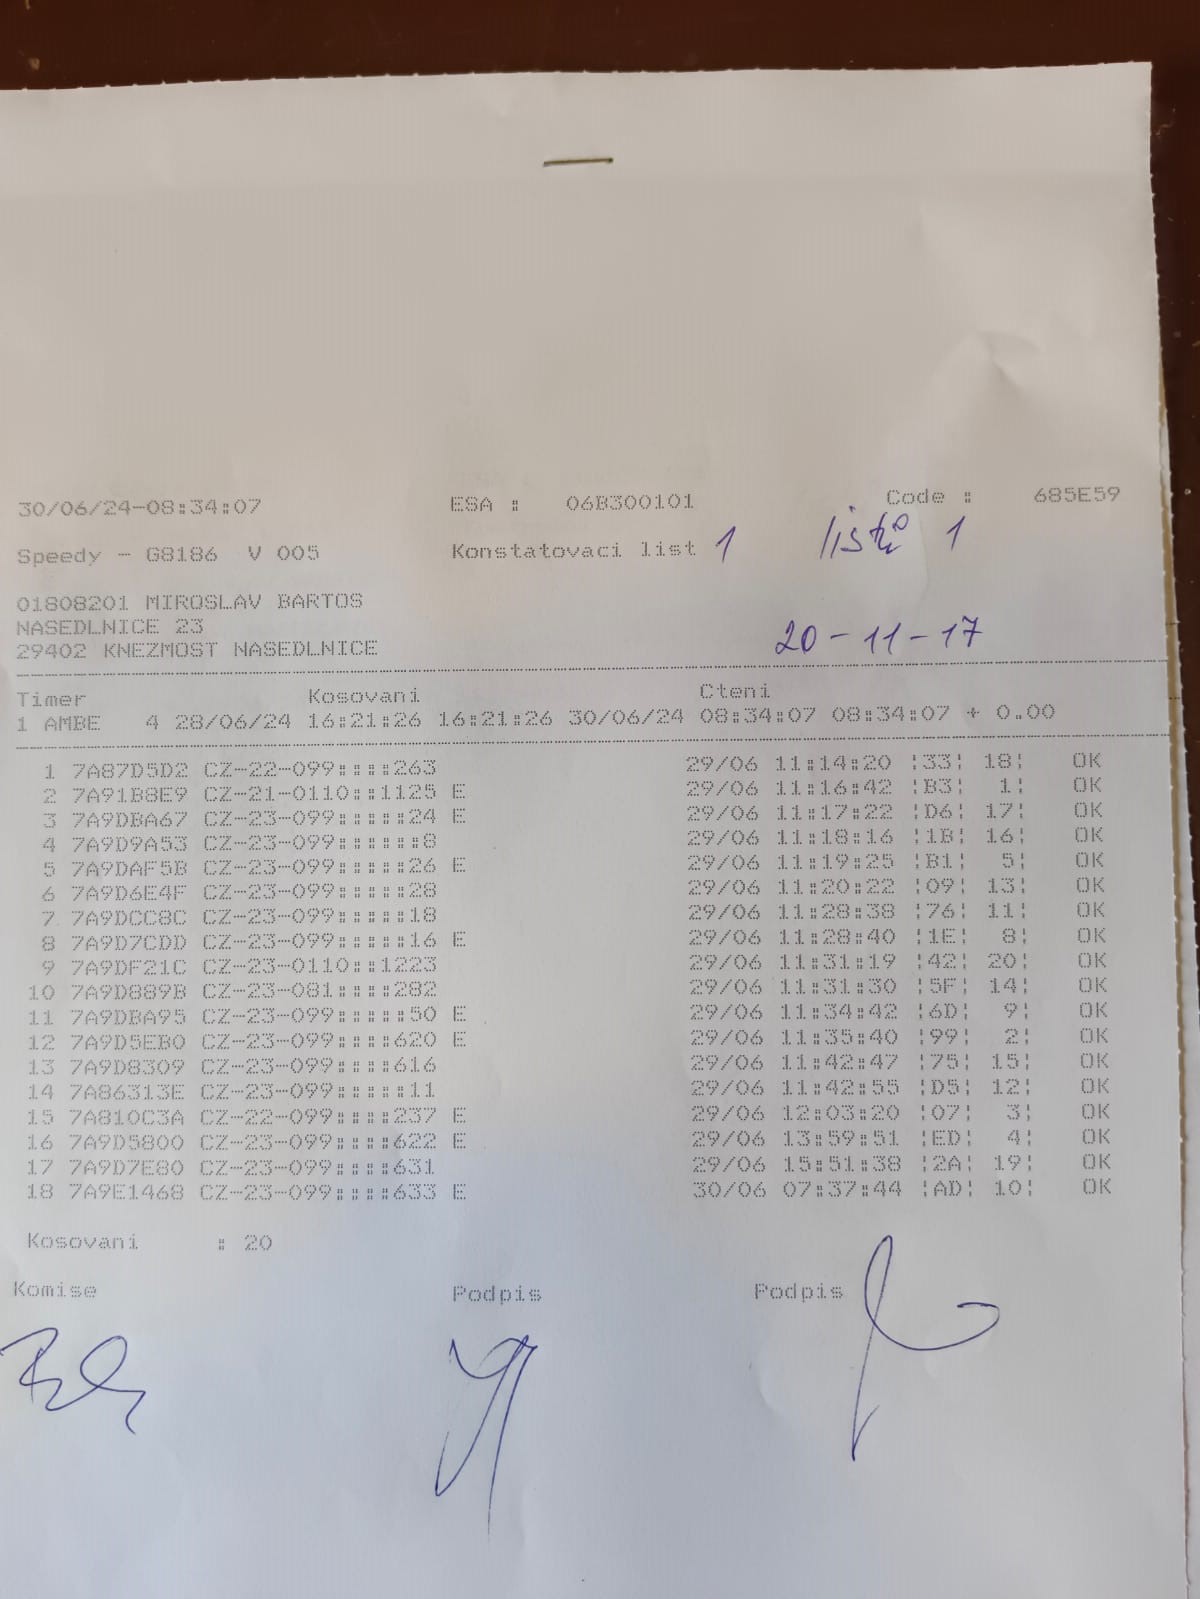 30/06/24-08:34:07 ESA : 06B300101 Code : 685E59
Speedy - G8186 V 005 Konstatovaci list 1 listů 1
01808201 MIROSLAV BARTOS
NASEDLNICE 23
29402 KNEZMOST NASEDLNICE
20-11-17
Timer Kosovani Cteni
1 AMBE 4 28/06/24 16:21:26 16:21:26 30/06/24 08:34:07 08:34:07 + 0.00
1 7A87D5D2 CZ-22-099::::263 29/06 11:14:20 ¦33¦ 18¦ OK
2 7A91B8E9 CZ-21-0110::1125 E 29/06 11:16:42 ¦B3¦ 1¦ OK
3 7A9DBA67 CZ-23-099:::::24 E 29/06 11:17:22 ¦D6¦ 17¦ OK
4 7A9D9A53 CZ-23-099::::::8 29/06 11:18:16 ¦1B¦ 16¦ OK
5 7A9DAF5B CZ-23-099:::::26 E 29/06 11:19:25 ¦B1¦ 5¦ OK
6 7A9D6E4F CZ-23-099:::::28 29/06 11:20:22 ¦09¦ 13¦ OK
7 7A9DCC8C CZ-23-099:::::18 29/06 11:28:38 ¦76¦ 11¦ OK
8 7A9D7CDD CZ-23-099:::::16 E 29/06 11:28:40 ¦1E¦ 8¦ OK
9 7A9DF21C CZ-23-0110::1223 29/06 11:31:19 ¦42¦ 20¦ OK
10 7A9D889B CZ-23-081::::282 29/06 11:31:30 ¦5F¦ 14¦ OK
11 7A9DBA95 CZ-23-099:::::50 E 29/06 11:34:42 ¦6D¦ 9¦ OK
12 7A9D5EB0 CZ-23-099::::620 E 29/06 11:35:40 ¦99¦ 2¦ OK
13 7A9D8309 CZ-23-099::::616 29/06 11:42:47 ¦75¦ 15¦ OK
14 7A86313E CZ-23-099:::::11 29/06 11:42:55 ¦D5¦ 12¦ OK
15 7A810C3A CZ-22-099::::237 E 29/06 12:03:20 ¦07¦ 3¦ OK
16 7A9D5800 CZ-23-099::::622 E 29/06 13:59:51 ¦ED¦ 4¦ OK
17 7A9D7E80 CZ-23-099::::631 29/06 15:51:38 ¦2A¦ 19¦ OK
18 7A9E1468 CZ-23-099::::633 E 30/06 07:37:44 ¦AD¦ 10¦ OK
Kosovani : 20
Komise Podpis Podpis